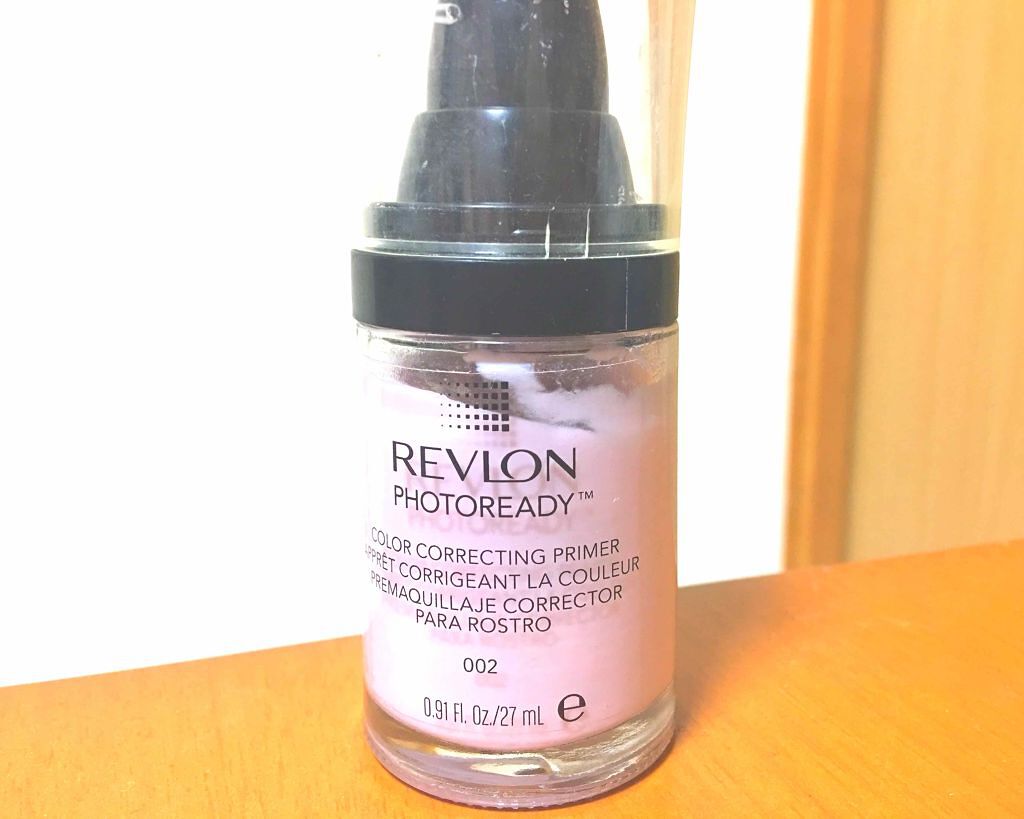 REVLON
PHOTOREADY™
COLOR CORRECTING PRIMER
APPRÊT CORRIGEANT LA COULEUR
PREMAQUILLAJE CORRECTOR
PARA ROSTRO
002
0.91 Fl. Oz./27 mL ℮